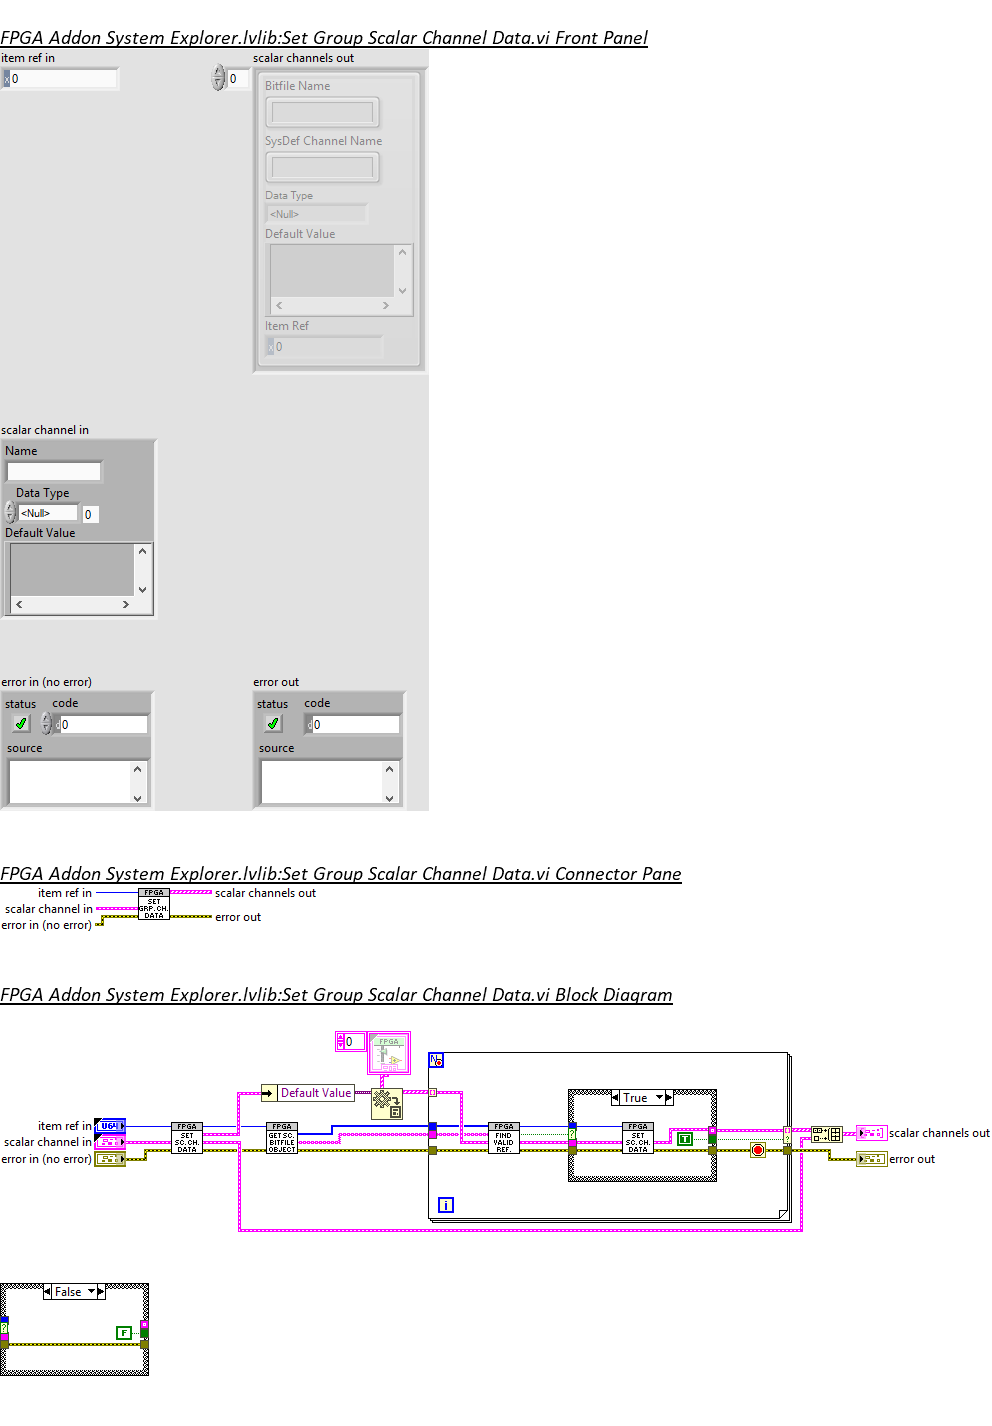 FPGA Addon System Explorer.lvlib:Set Group Scalar Channel Data.vi Front Panel
item ref in
x 0
0
scalar channels out
Bitfile Name
SysDef Channel Name
Data Type
<Null>
Default Value
Item Ref
x 0
scalar channel in
Name
Data Type
<Null>
0
Default Value
error in (no error)
status
code
d 0
source
error out
status
code
d 0
source
FPGA Addon System Explorer.lvlib:Set Group Scalar Channel Data.vi Connector Pane
item ref in
scalar channel in
error in (no error)
FPGA
SET
GRP.CH.
DATA
scalar channels out
error out
FPGA Addon System Explorer.lvlib:Set Group Scalar Channel Data.vi Block Diagram
0
FPGA
N
Default Value
True
item ref in
U64
scalar channel in
error in (no error)
FPGA
SET
SC.CH.
DATA
FPGA
GET SC.
BITFILE
OBJECT
FPGA
FIND
VALID
REF.
?
FPGA
SET
SC.CH.
DATA
T
?
scalar channels out
error out
i
False
?
F